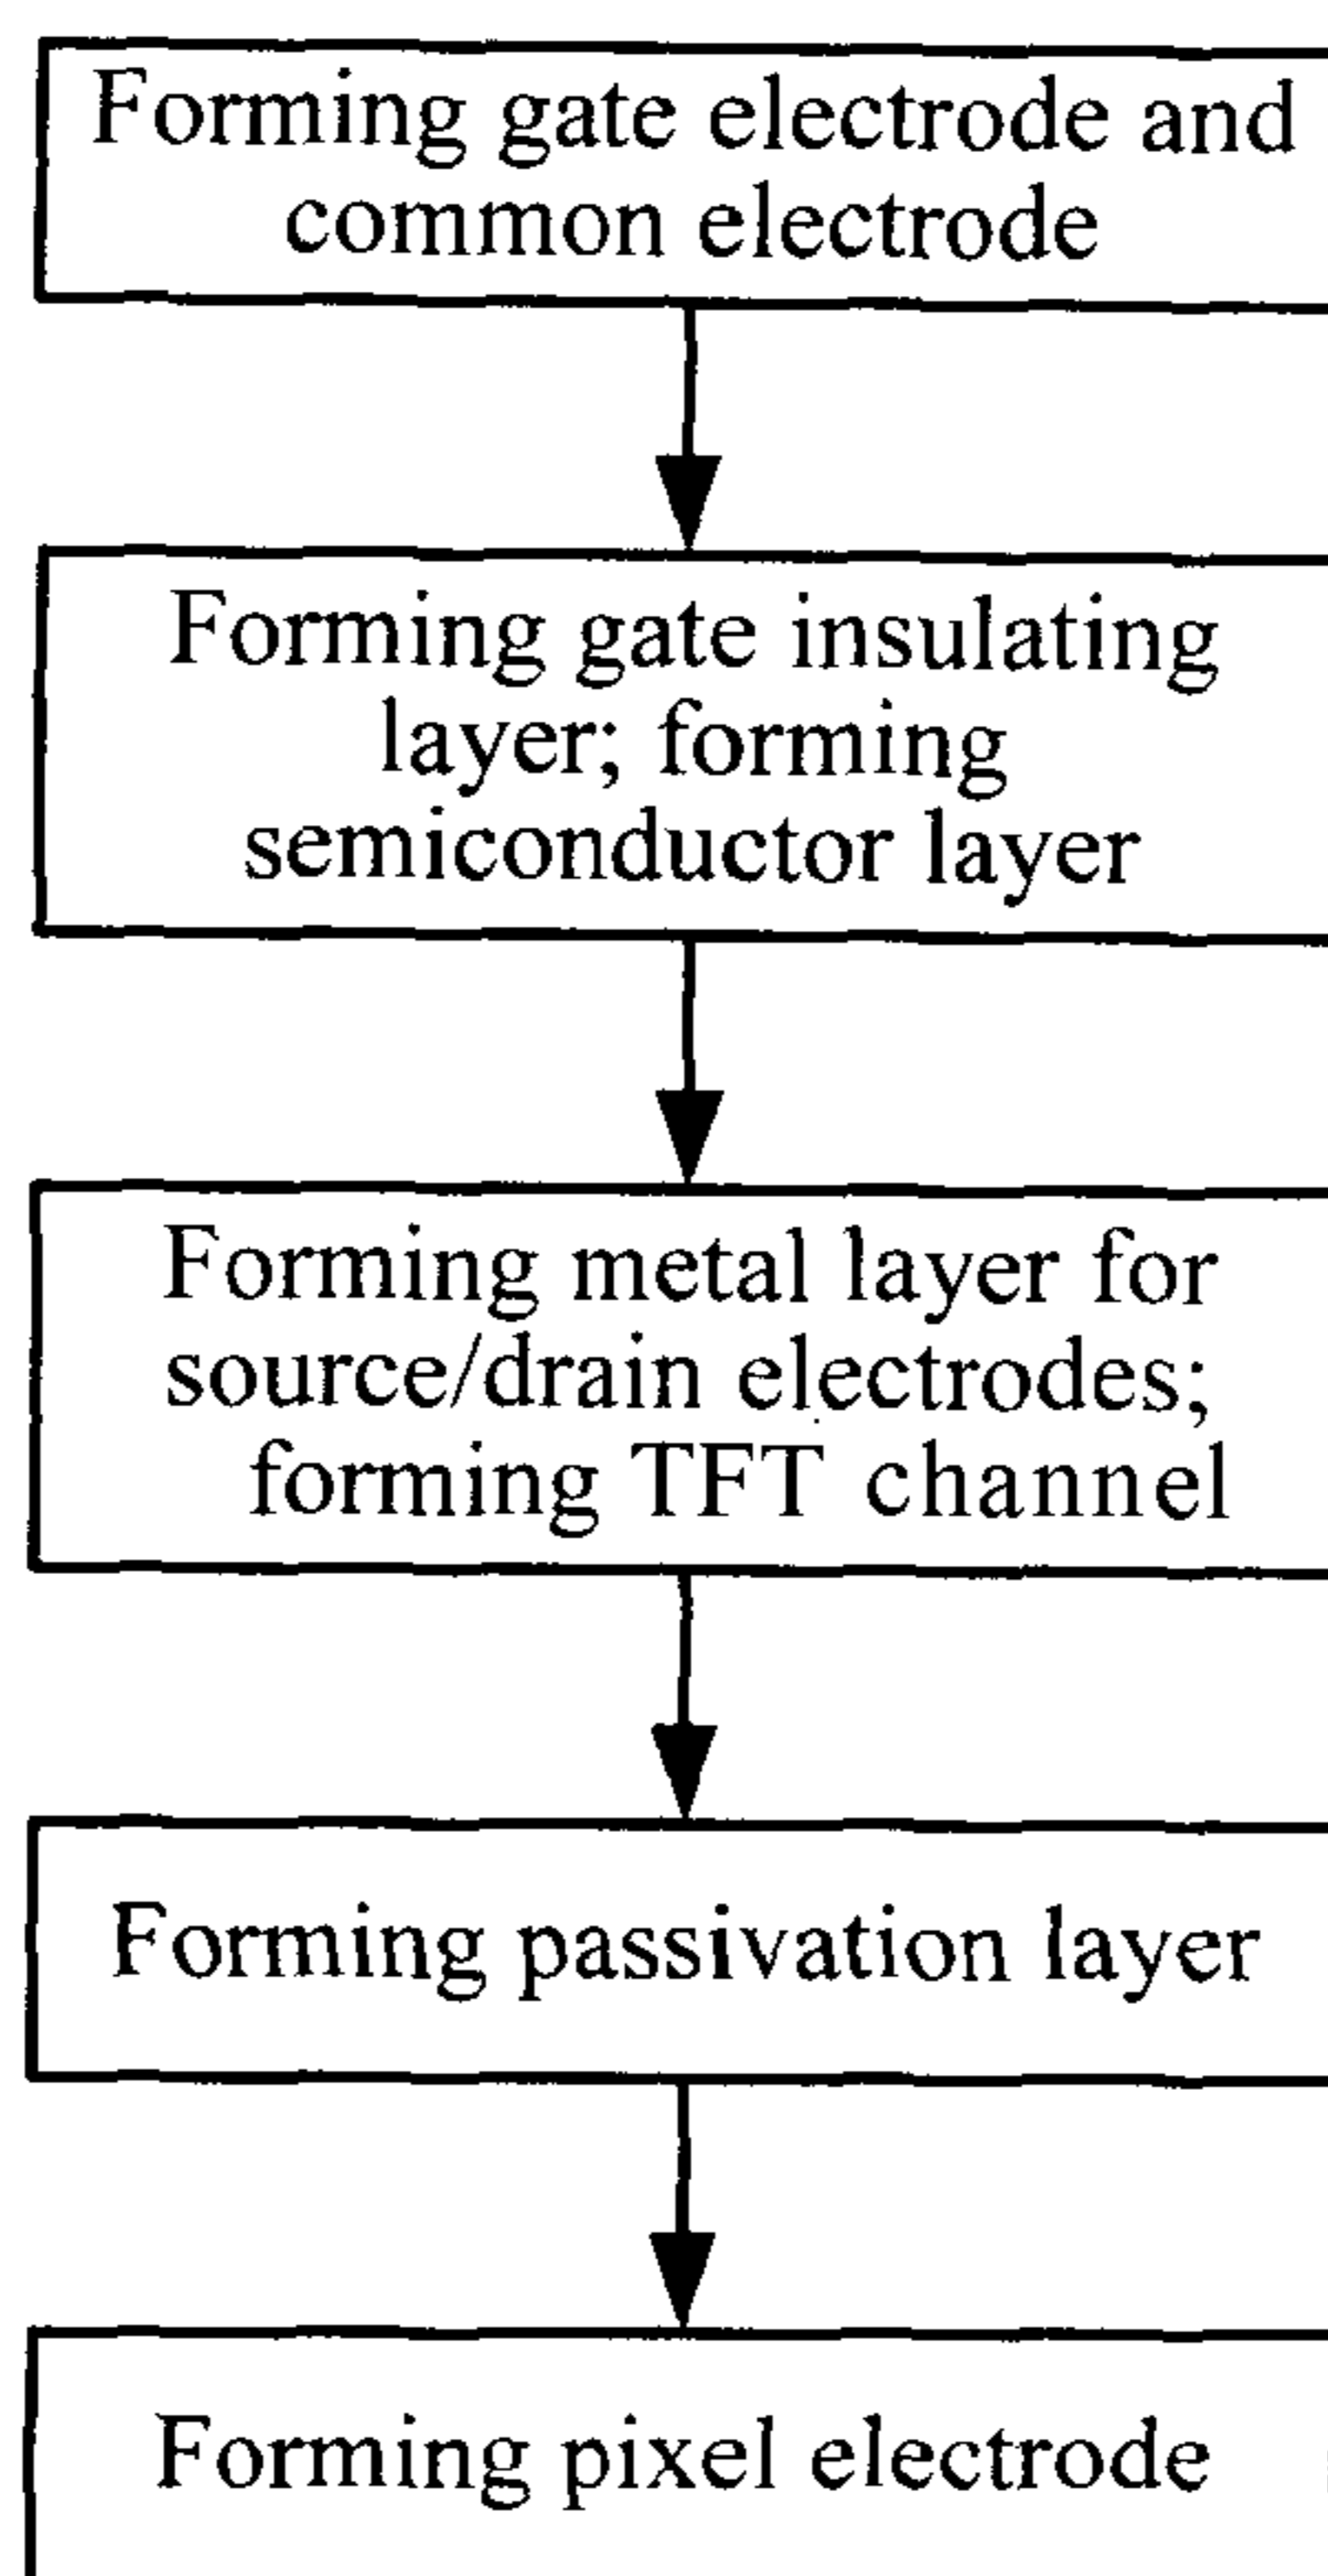 Forming gate electrode and
common electrode
Forming gate insulating
layer; forming
semiconductor layer
Forming metal layer for
source/drain electrodes;
forming TFT channel
Forming passivation layer
Forming pixel electrode